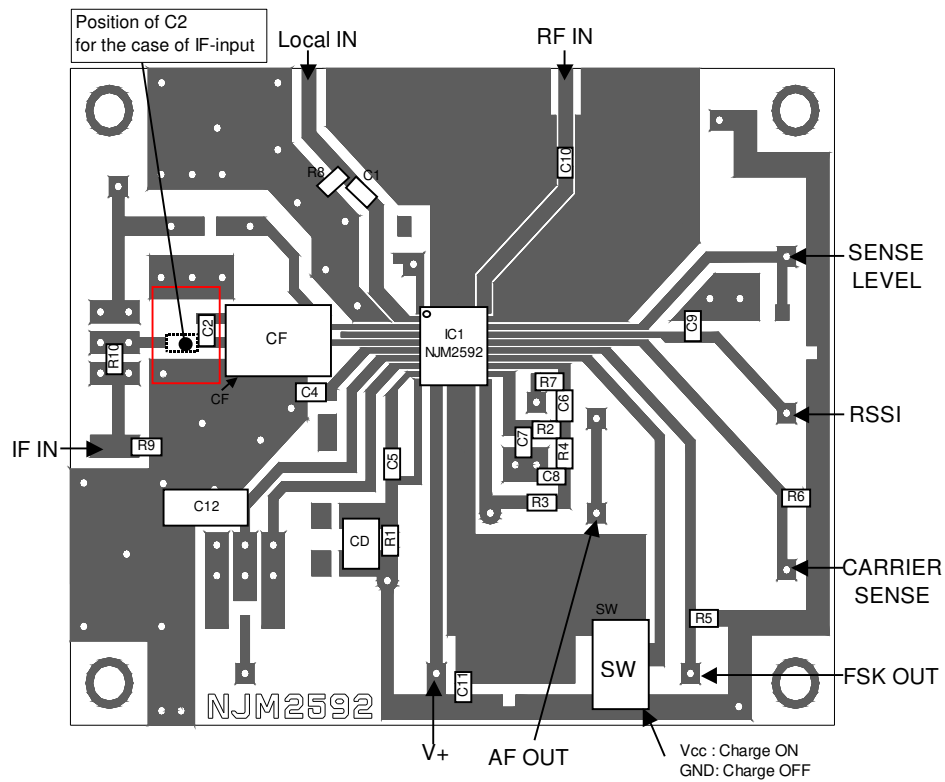 Position of C2
for the case of IF-input
Local IN
RF IN
C10
R8
C1
SENSE
LEVEL
C2
CF
IC1
NJM2592
C9
R10
CF
C4
R7
C6
RSSI
IF IN
R9
C7
R2
R4
C5
C8
C12
R3
R6
CD
R1
CARRIER
SENSE
SW
R5
SW
FSK OUT
C11
NJM2592
V+
AF OUT
Vcc : Charge ON
GND: Charge OFF